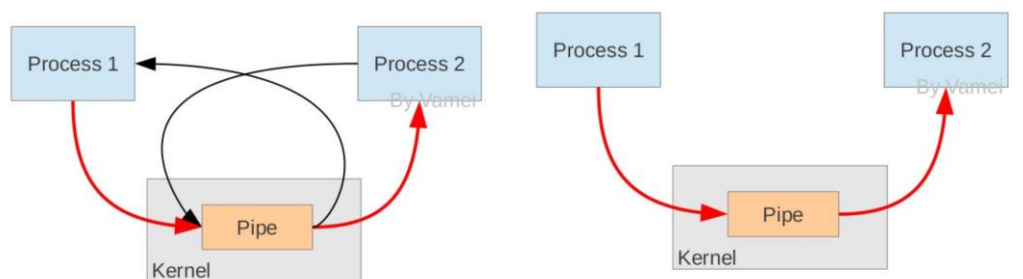 Process 1
Process 2
By Vamei
Pipe
Kernel
Process 1
Process 2
By Vamei
Pipe
Kernel